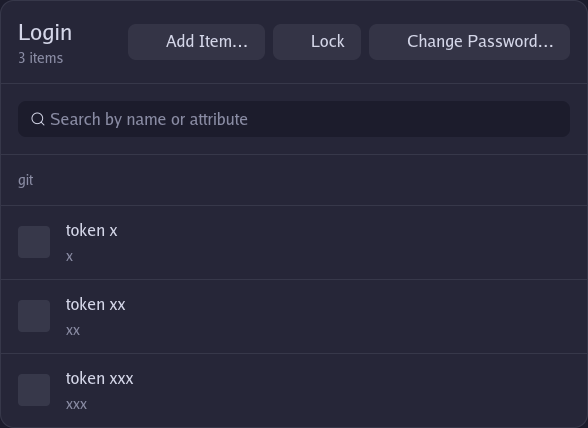 Login
3 items
Add Item...
Lock
Change Password...
Search by name or attribute
git
token x
x
token xx
xx
token xxx
xxx